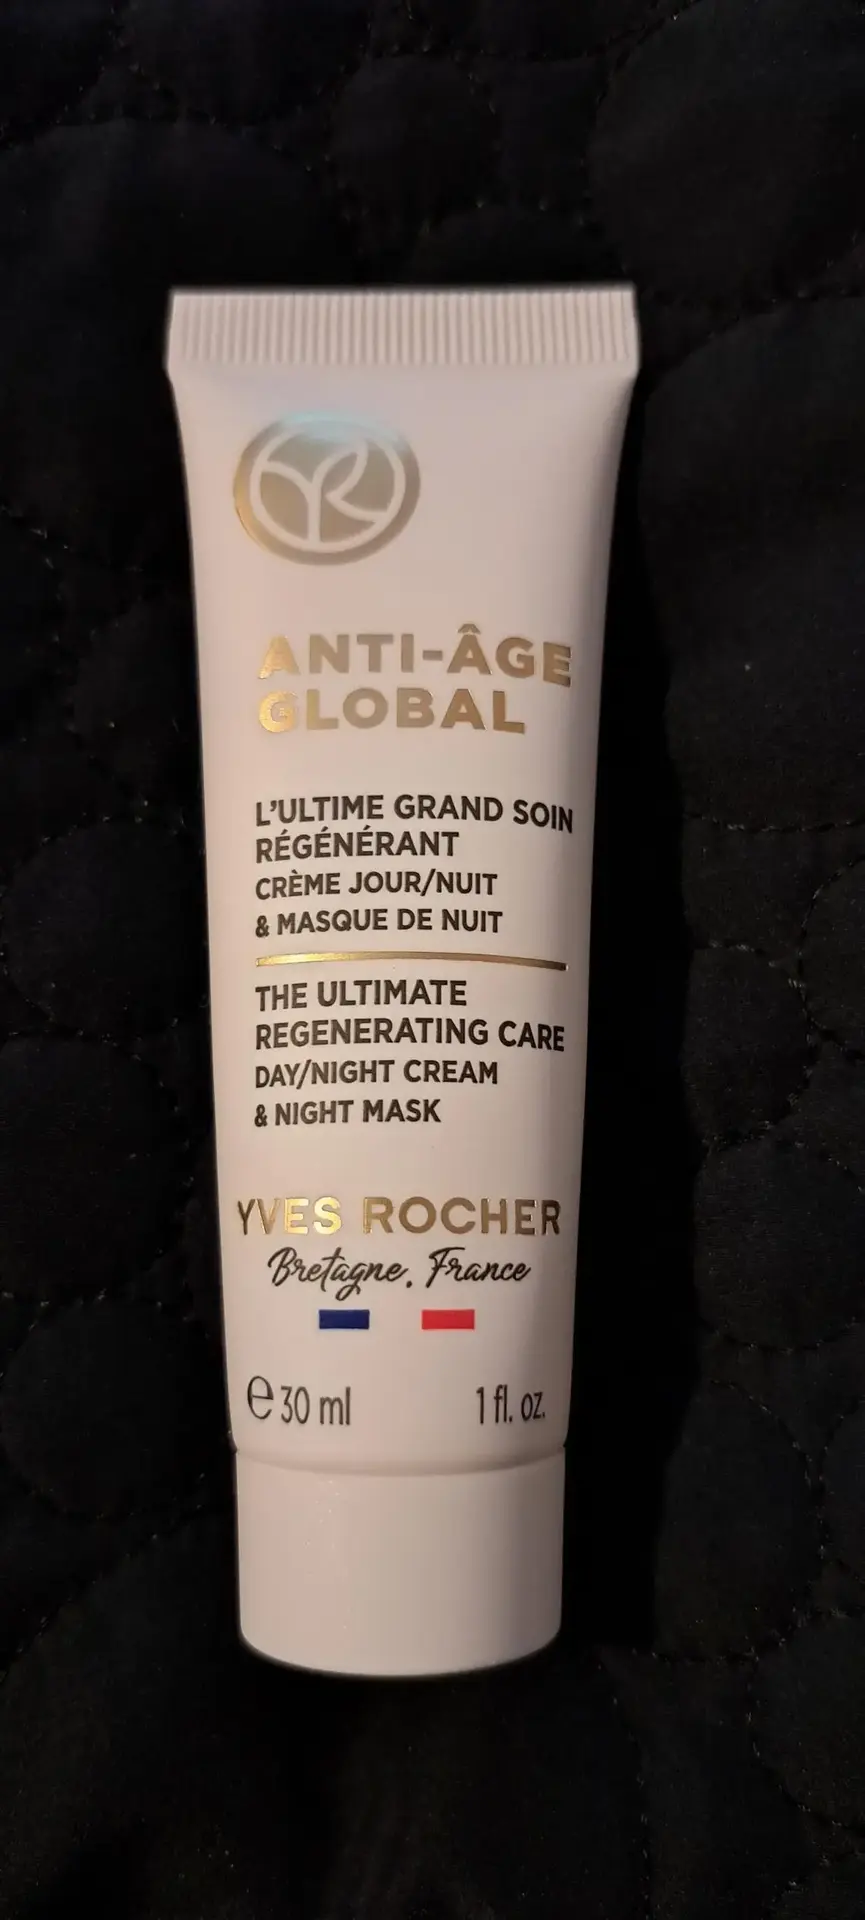 YR
ANTI-ÂGE
GLOBAL
L'ULTIME GRAND SOIN
RÉGÉNÉRANT
CRÈME JOUR/NUIT
& MASQUE DE NUIT
THE ULTIMATE
REGENERATING CARE
DAY/NIGHT CREAM
& NIGHT MASK
YVES ROCHER
Bretagne, France
℮ 30 ml 1 fl. oz.